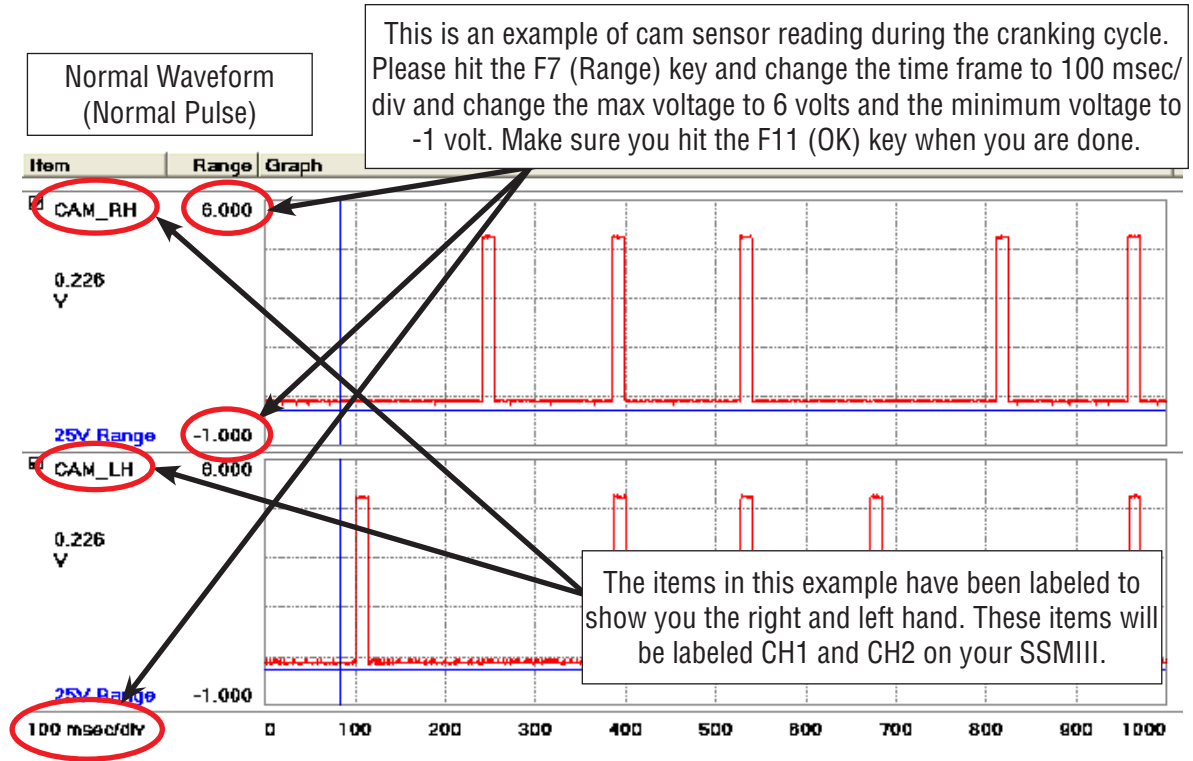 This is an example of cam sensor reading during the cranking cycle.
Please hit the F7 (Range) key and change the time frame to 100 msec/
div and change the max voltage to 6 volts and the minimum voltage to
-1 volt. Make sure you hit the F11 (OK) key when you are done.
Normal Waveform
(Normal Pulse)
Item Range Graph
CAM_RH 6.000
0.226
V
25V Range -1.000
CAM_LH 6.000
0.226
V
The items in this example have been labeled to
show you the right and left hand. These items will
be labeled CH1 and CH2 on your SSMIII.
25V Range -1.000
100 msec/div 0 100 200 300 400 500 600 700 800 900 1000